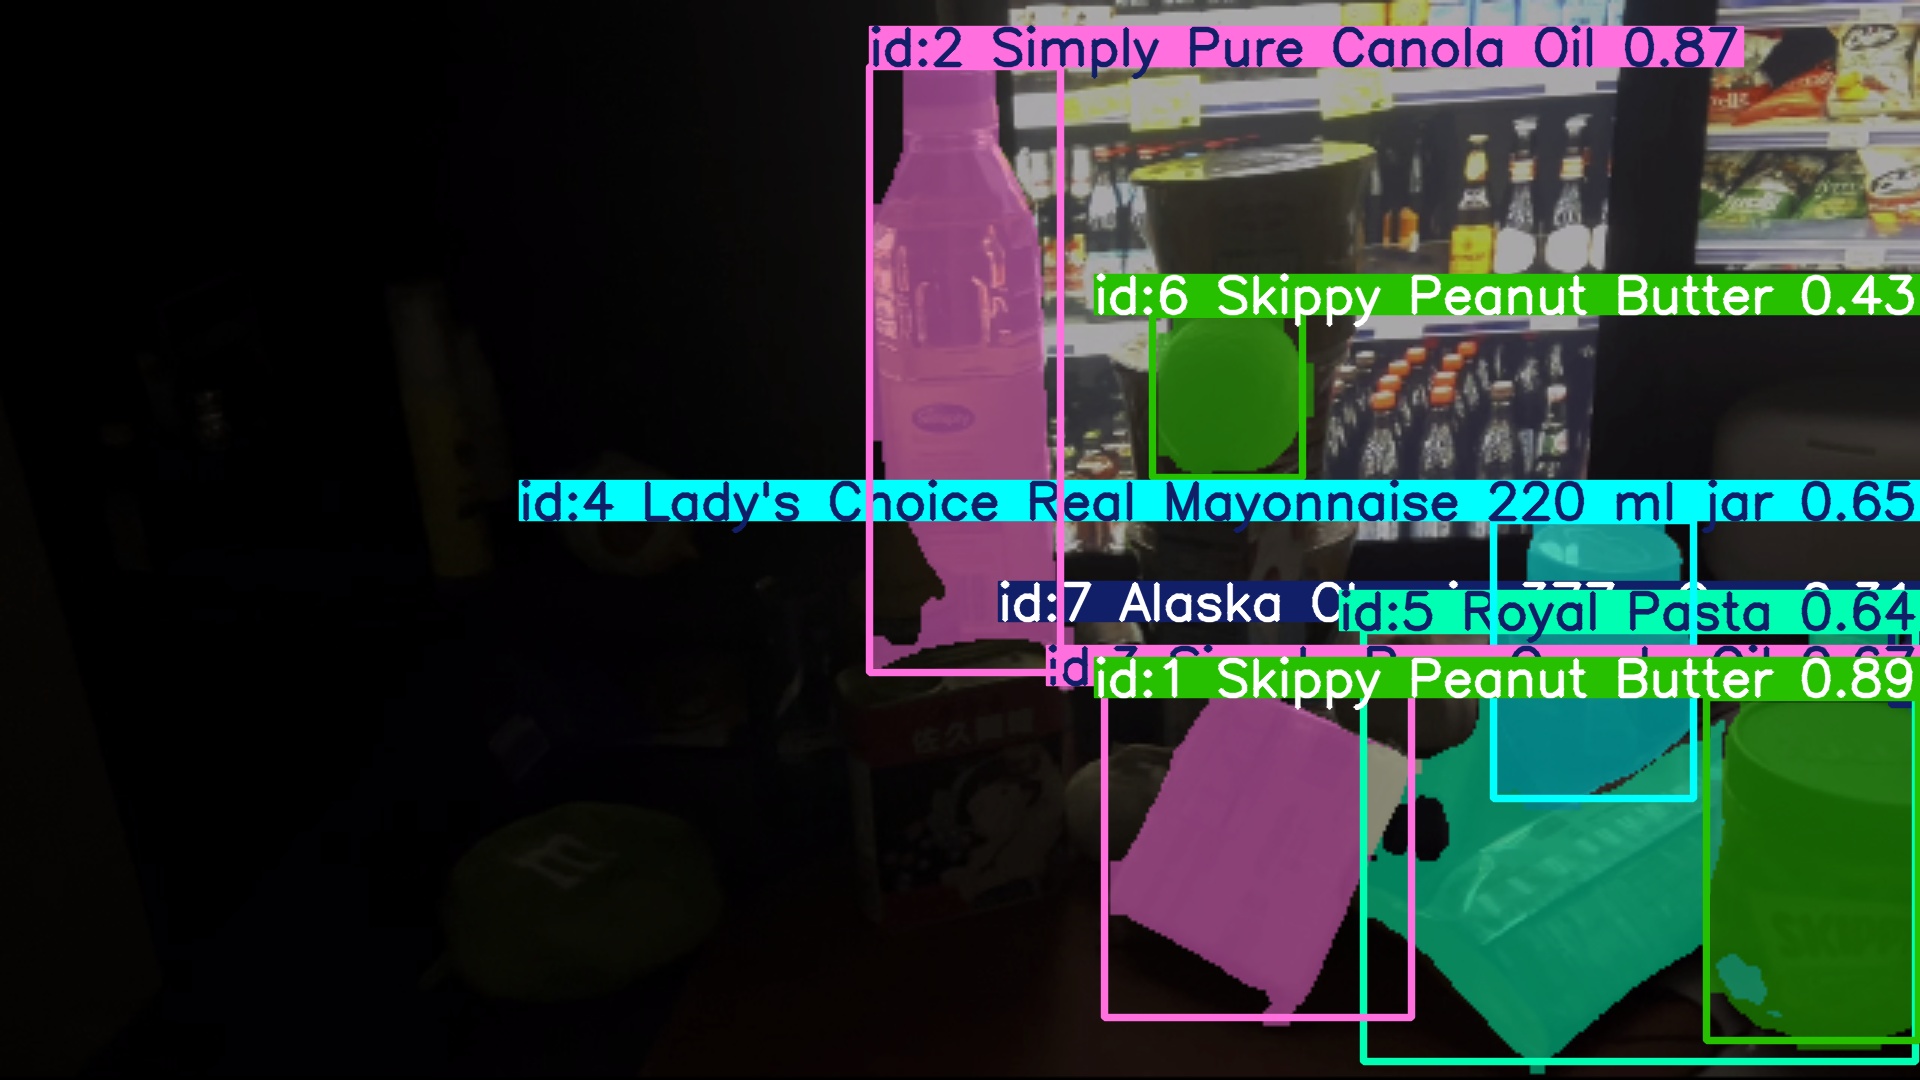 id:2 Simply Pure Canola Oil 0.87
id:6 Skippy Peanut Butter 0.43
Simply
id:4 Lady's Choice Real Mayonnaise 220 ml jar 0.65
id:7 Alaska
id:5 Royal Pasta 0.64
id:1 Skippy Peanut Butter 0.89
m
SKIPP